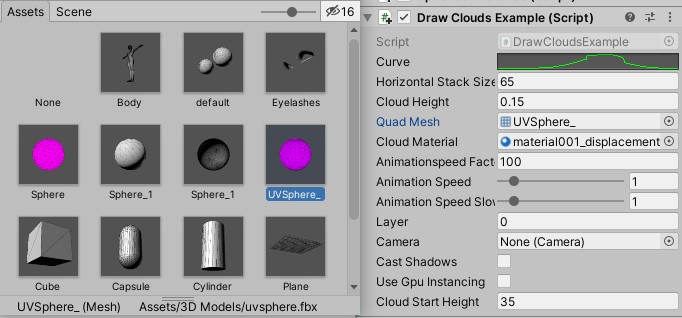 Assets Scene 16
None Body default Eyelashes
Sphere Sphere_1 Sphere_1 UVSphere_
Cube Capsule Cylinder Plane
UVSphere_ (Mesh) Assets/3D Models/uvsphere.fbx
Draw Clouds Example (Script)
Script DrawCloudsExample
Curve
Horizontal Stack Size 65
Cloud Height 0.15
Quad Mesh UVSphere_
Cloud Material material001_displacement
Animationspeed Fact 100
Animation Speed 1
Animation Speed Slow 1
Layer 0
Camera None (Camera)
Cast Shadows
Use Gpu Instancing
Cloud Start Height 35